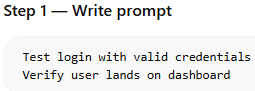 Step 1 — Write prompt
Test login with valid credentials
Verify user lands on dashboard